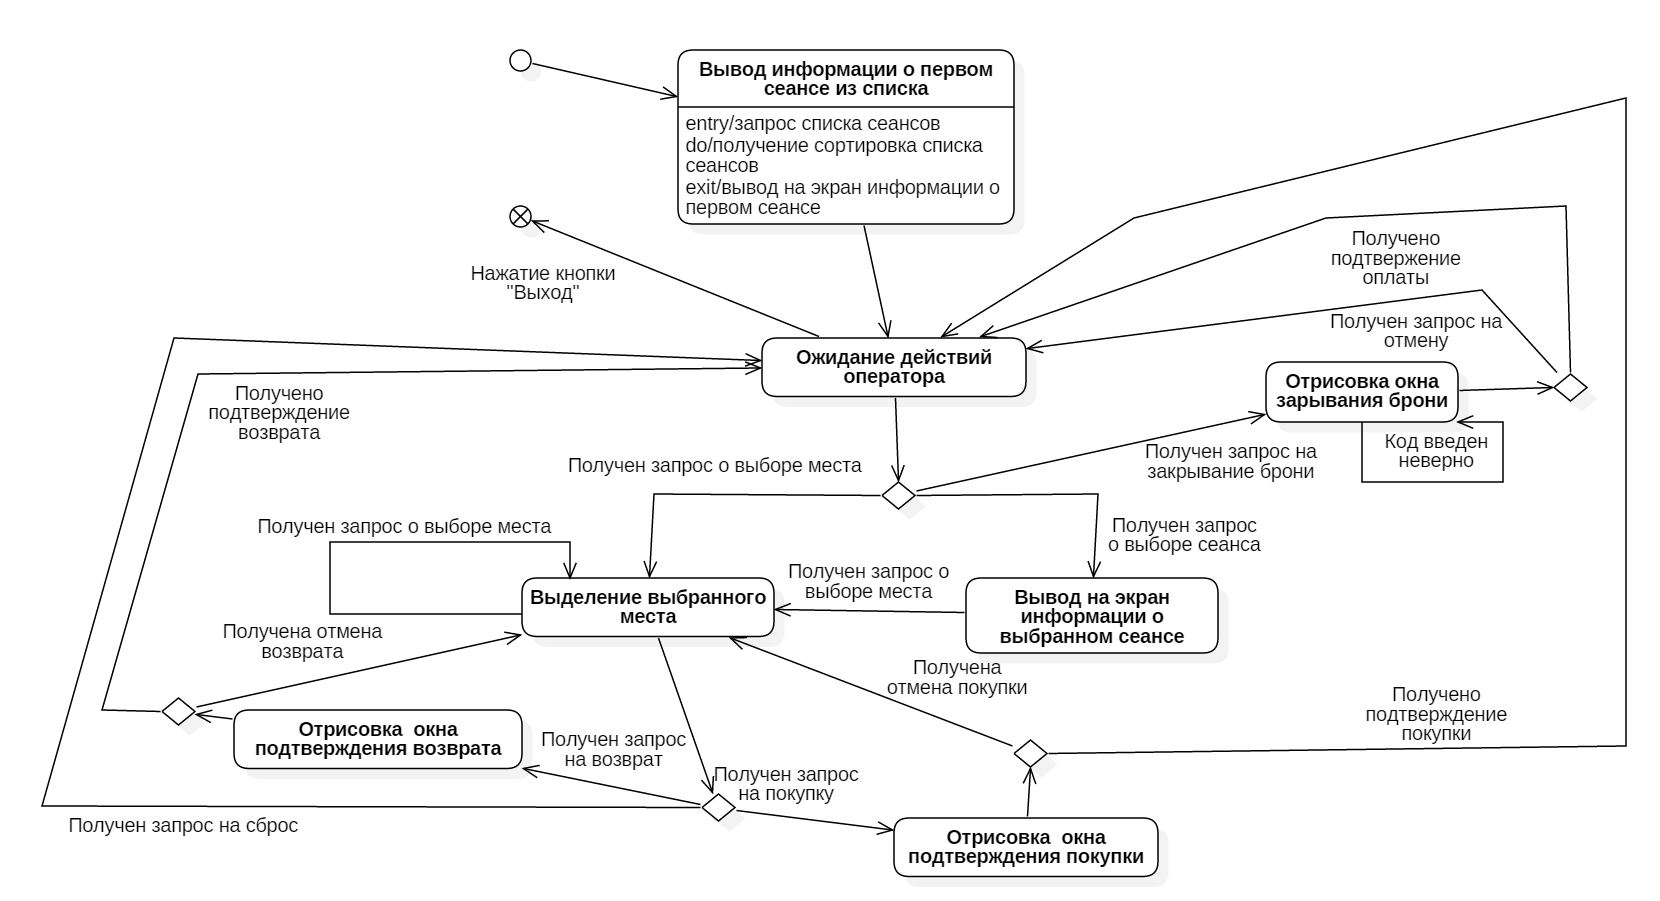 Вывод информации о первом
сеансе из списка
entry/запрос списка сеансов
do/получение сортировка списка
сеансов
exit/вывод на экран информации о
первом сеансе
Нажатие кнопки
"Выход"
Получено
подтвержение
оплаты
Получен запрос на
отмену
Ожидание действий
оператора
Отрисовка окна
зарывания брони
Код введен
неверно
Получено
подтверждение
возврата
Получен запрос о выборе места
Получен запрос на
закрывание брони
Получен запрос о выборе места
Получен запрос
о выборе сеанса
Получен запрос о
выборе места
Выделение выбранного
места
Вывод на экран
информации о
выбранном сеансе
Получена отмена
возврата
Получена
отмена покупки
Получено
подтверждение
покупки
Отрисовка  окна
подтверждения возврата
Получен запрос
на возврат
Получен запрос
на покупку
Получен запрос на сброс
Отрисовка  окна
подтверждения покупки